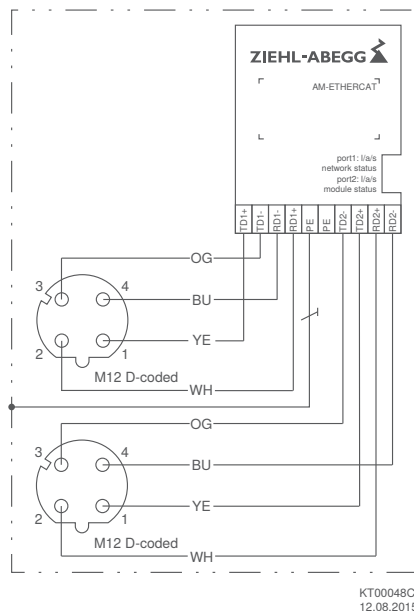 ZIEHL-ABEGG
AM-ETHERCAT
port1: l/a/s
network status
port2: l/a/s
module status
TD1+ TD1- RD1- RD1+ PE PE TD2- TD2+ RD2+ RD2-
OG
3 4
BU
YE
2 1
M12 D-coded
WH
OG
3 4
BU
YE
2 1
M12 D-coded
WH
KT00048C
12.08.2015